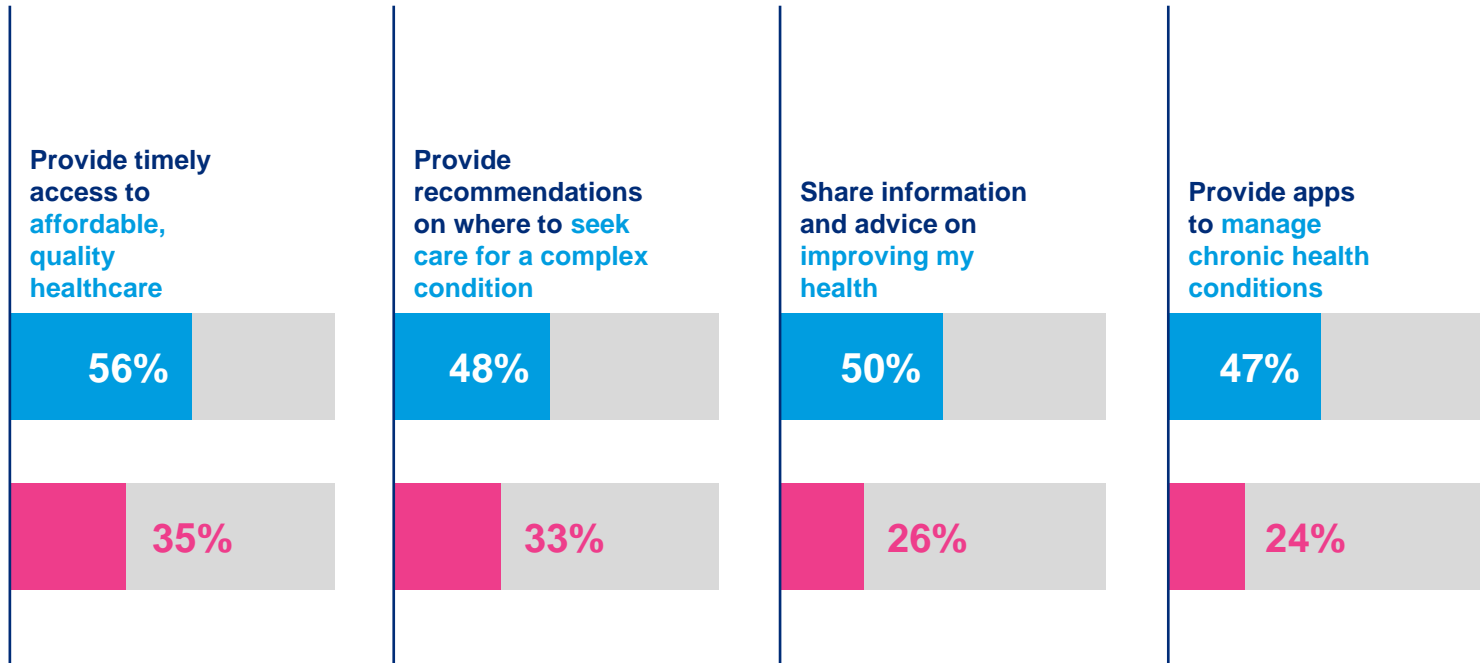 Provide timely
access to
affordable,
quality
healthcare
56%
35%
Provide
recommendations
on where to seek
care for a complex
condition
48%
33%
Share information
and advice on
improving my
health
50%
26%
Provide apps
to manage
chronic health
conditions
47%
24%